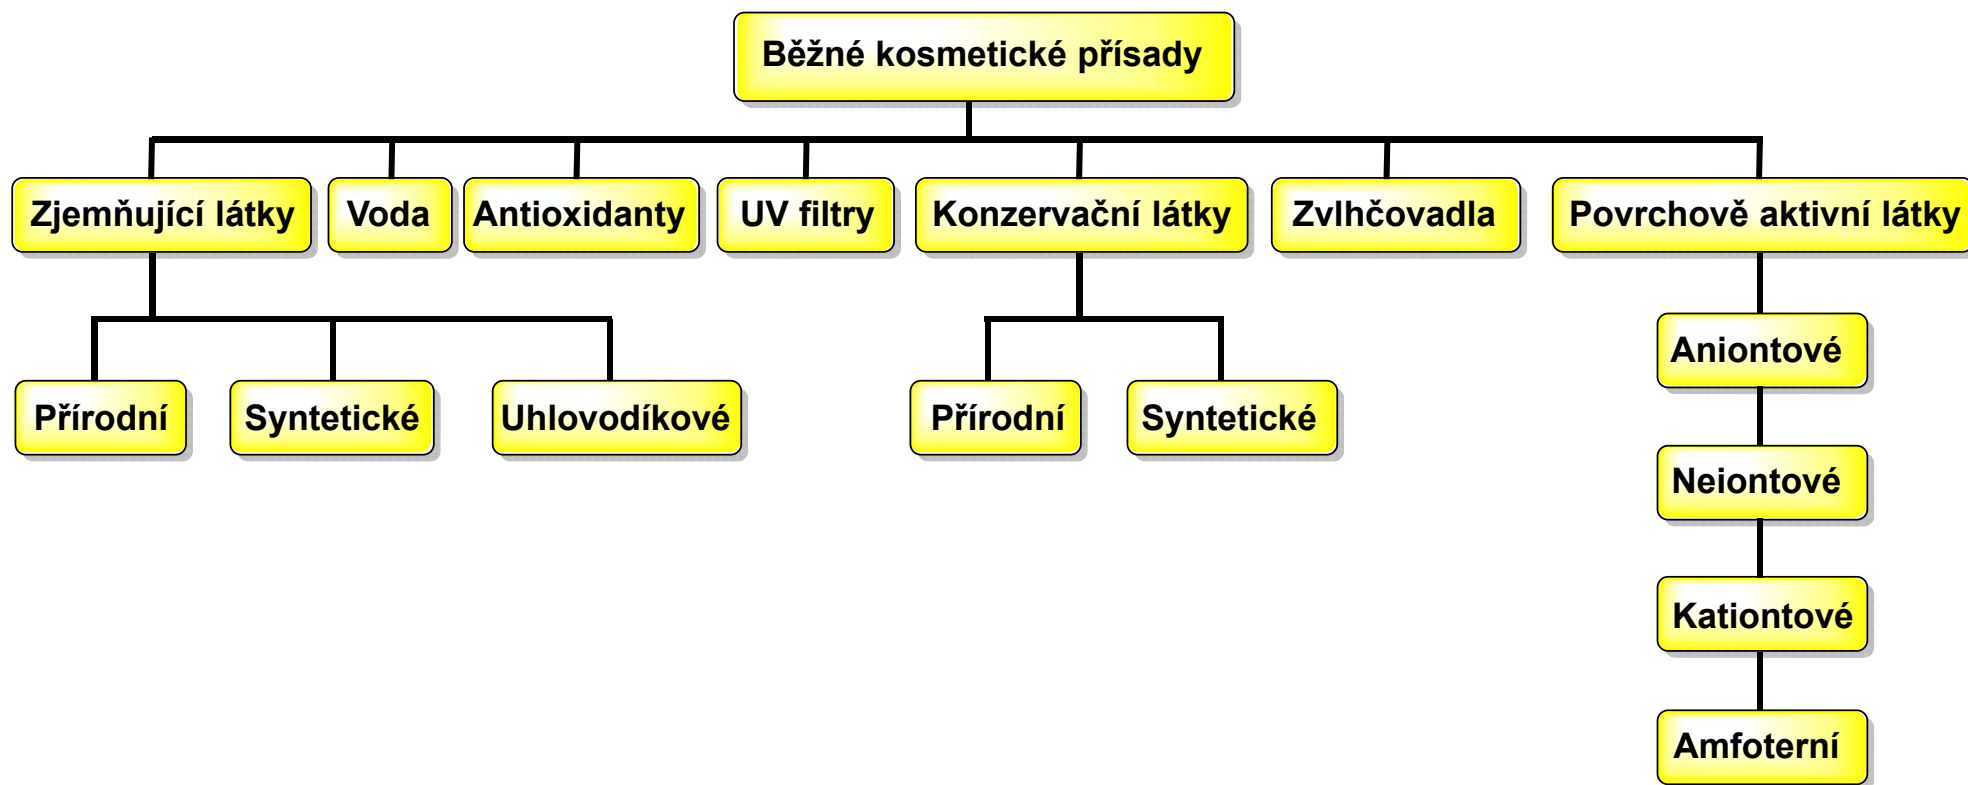 Běžné kosmetické přísady
Zjemňující látky
Voda
Antioxidanty
UV filtry
Konzervační látky
Zvlhčovadla
Povrchově aktivní látky
Přírodní
Syntetické
Uhlovodíkové
Přírodní
Syntetické
Aniontové
Neiontové
Kationtové
Amfoterní